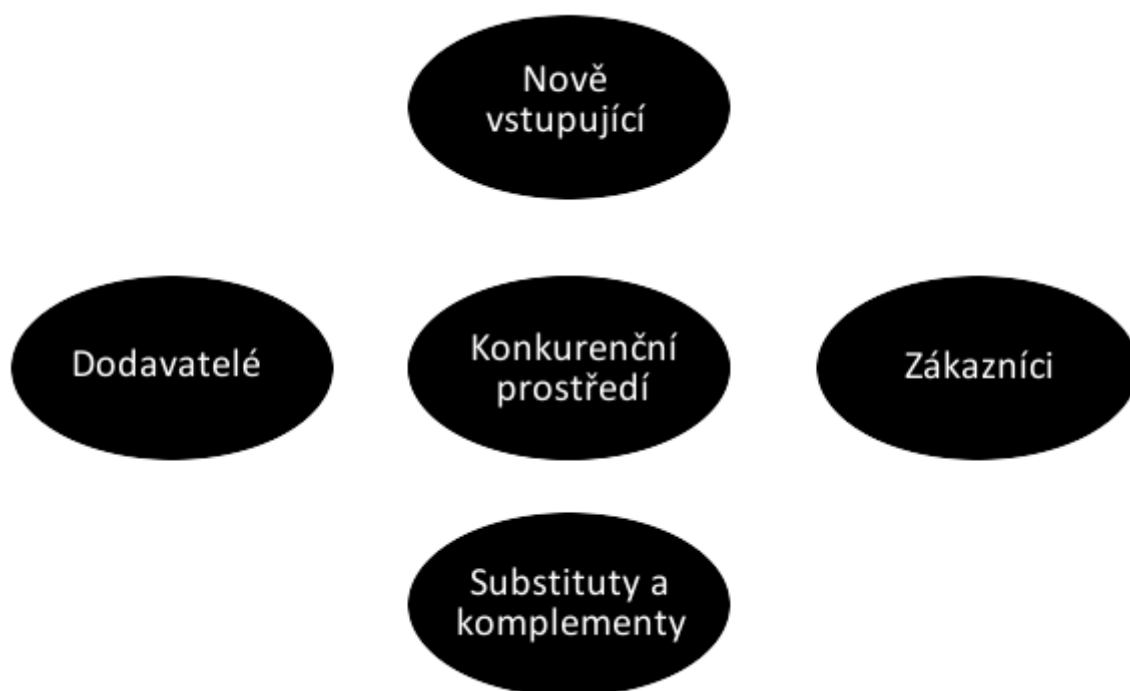 Nově
vstupující
Dodavatelé
Konkurenční
prostředí
Zákazníci
Substituty a
komplementy